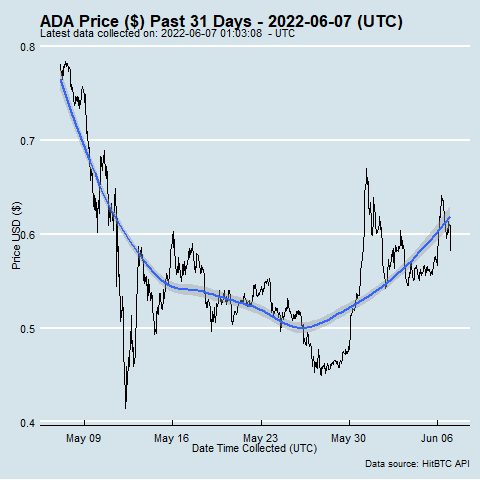 ADA Price ($) Past 31 Days - 2022-06-07 (UTC)
Latest data collected on: 2022-06-07 01:03:08 - UTC
0.8
0.7
0.6
0.5
0.4
Price USD ($)
May 09
May 16
May 23
May 30
Jun 06
Date Time Collected (UTC)
Data source: HitBTC API